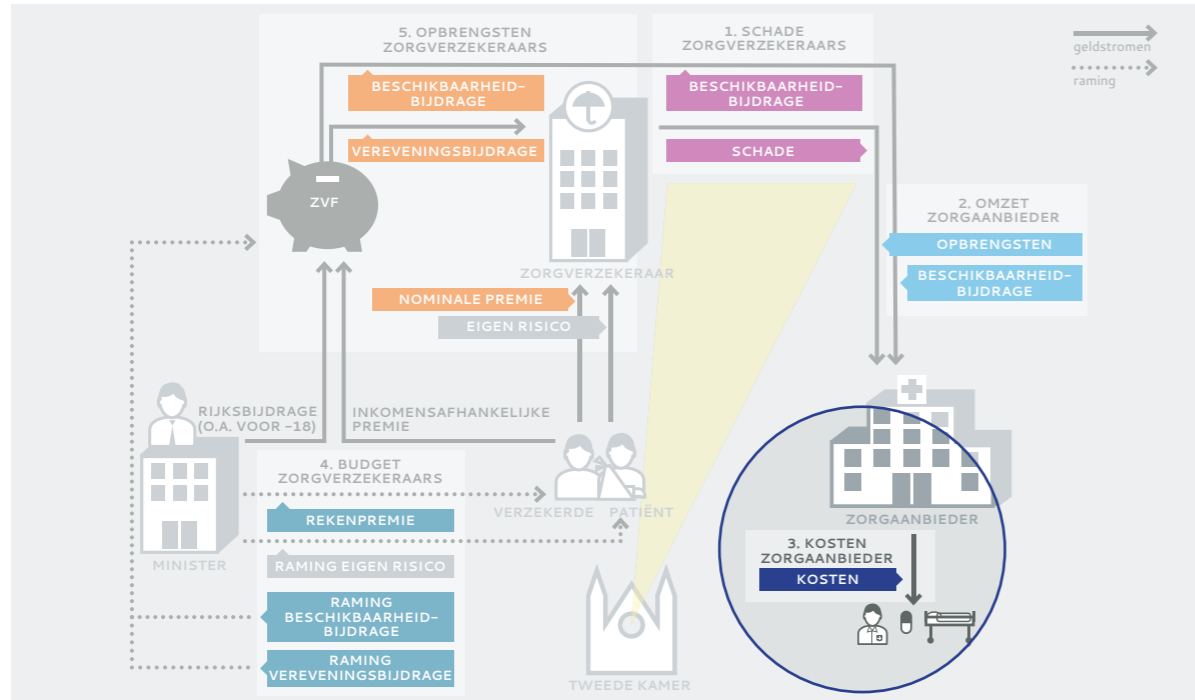 5. OPBRENGSTEN
ZORGVERZEKERAARS
1. SCHADE
ZORGVERZEKERAARS
geldstromen
raming
BESCHIKBAARHEID-
BIJDRAGE
BESCHIKBAARHEID-
BIJDRAGE
VEREVENINGSBIJDRAGE
SCHADE
ZVF
2. OMZET
ZORGAANBIEDER
OPBRENGSTEN
BESCHIKBAARHEID-
BIJDRAGE
ZORGVERZEKERAAR
NOMINALE PREMIE
EIGEN RISICO
RIJKSBIJDRAGE
(O.A. VOOR -18)
INKOMENSAFHANKELIJKE
PREMIE
4. BUDGET
ZORGVERZEKERAARS
REKENPREMIE
RAMING EIGEN RISICO
RAMING
BESCHIKBAARHEID-
BIJDRAGE
RAMING
VEREVENINGSBIJDRAGE
MINISTER
VERZEKERDE
PATIËNT
TWEEDE KAMER
ZORGAANBIEDER
3. KOSTEN
ZORGAANBIEDER
KOSTEN